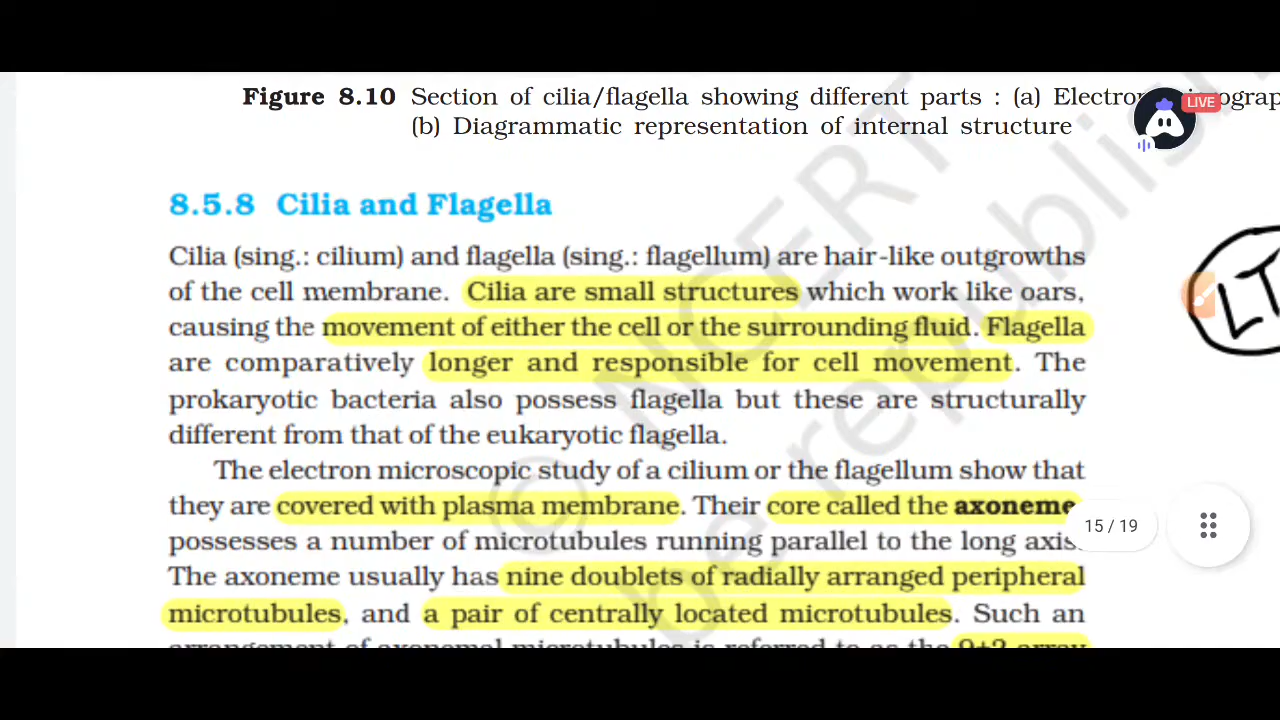 Figure 8.10 Section of cilia/flagella showing different parts : (a) Electron
(b) Diagrammatic representation of internal structure
LIVE
8.5.8 Cilia and Flagella
Cilia (sing.: cilium) and flagella (sing.: flagellum) are hair-like outgrowths
of the cell membrane. Cilia are small structures which work like oars,
causing the movement of either the cell or the surrounding fluid. Flagella
are comparatively longer and responsible for cell movement. The
prokaryotic bacteria also possess flagella but these are structurally
different from that of the eukaryotic flagella.
The electron microscopic study of a cilium or the flagellum show that
they are covered with plasma membrane. Their core called the axoneme
possesses a number of microtubules running parallel to the long axis.
The axoneme usually has nine doublets of radially arranged peripheral
microtubules, and a pair of centrally located microtubules. Such an
arrangement of axonemal microtubules is referred to as the 9+2 array
15 / 19
© NCERT
be republish